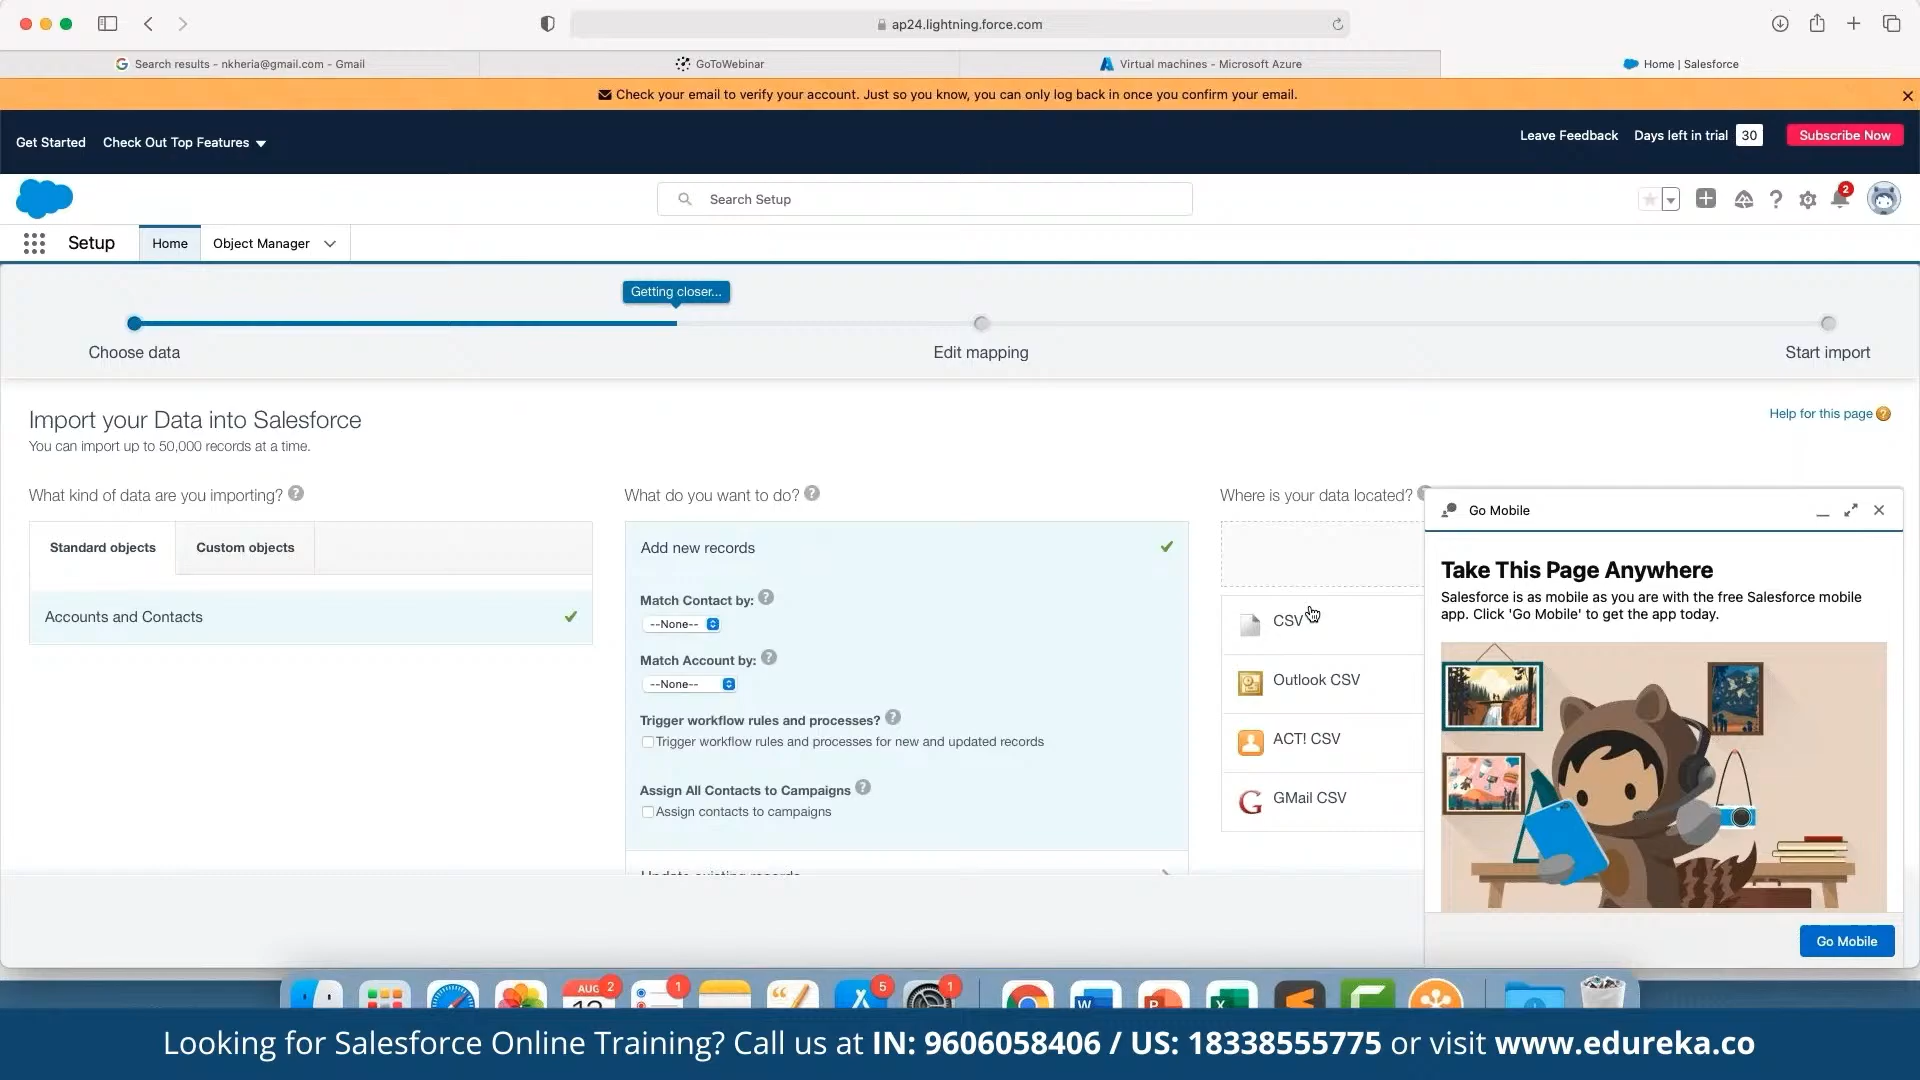 ap24.lightning.force.com
Search results - nkheria@gmail.com - Gmail
GoToWebinar
Virtual machines - Microsoft Azure
Home | Salesforce
Check your email to verify your account. Just so you know, you can only log back in once you confirm your email.
Get Started
Check Out Top Features
Leave Feedback
Days left in trial
30
Subscribe Now
Search Setup
2
Setup
Home
Object Manager
Getting closer...
Choose data
Edit mapping
Start import
Import your Data into Salesforce
Help for this page
You can import up to 50,000 records at a time.
What kind of data are you importing?
Standard objects
Custom objects
Accounts and Contacts
What do you want to do?
Add new records
Match Contact by:
--None--
Match Account by:
--None--
Trigger workflow rules and processes?
Trigger workflow rules and processes for new and updated records
Assign All Contacts to Campaigns
Assign contacts to campaigns
Update existing records
Where is your data located?
CSV
Outlook CSV
ACT! CSV
GMail CSV
Go Mobile
Take This Page Anywhere
Salesforce is as mobile as you are with the free Salesforce mobile
app. Click 'Go Mobile' to get the app today.
Go Mobile
AUG
2
1
5
1
Looking for Salesforce Online Training? Call us at IN: 9606058406 / US: 18338555775 or visit www.edureka.co